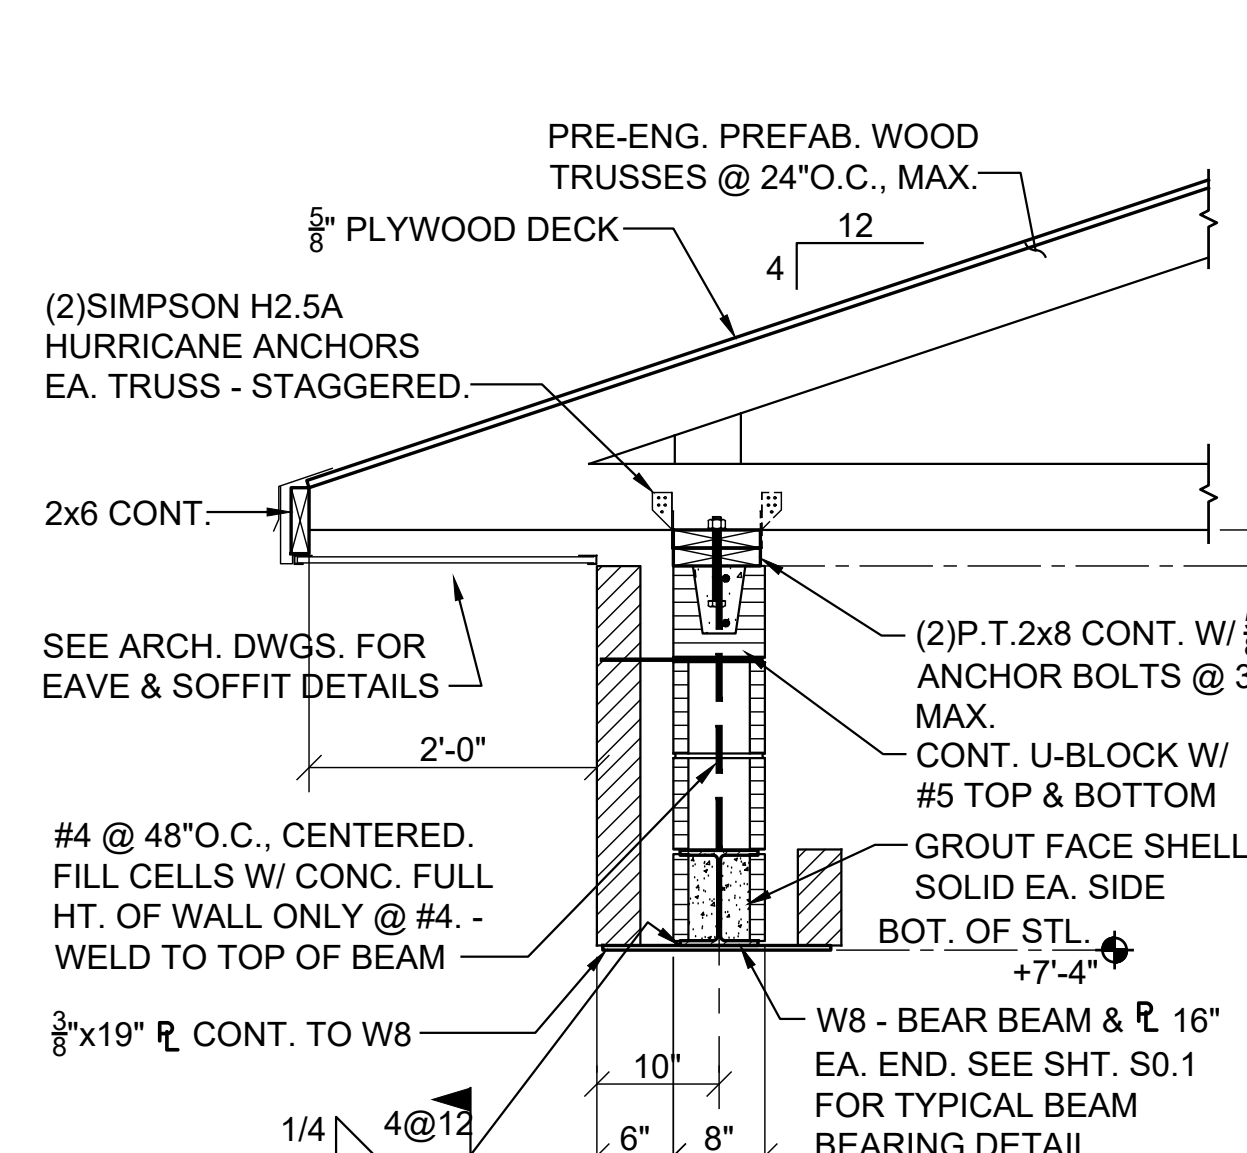 PRE-ENG. PREFAB. WOOD
TRUSSES @ 24"O.C., MAX.
5/8" PLYWOOD DECK
12
4
(2)SIMPSON H2.5A
HURRICANE ANCHORS
EA. TRUSS - STAGGERED.
2x6 CONT.
SEE ARCH. DWGS. FOR
EAVE & SOFFIT DETAILS
2'-0"
(2)P.T.2x8 CONT. W/
ANCHOR BOLTS @ 3
MAX.
CONT. U-BLOCK W/
#5 TOP & BOTTOM
#4 @ 48"O.C., CENTERED.
FILL CELLS W/ CONC. FULL
HT. OF WALL ONLY @ #4. -
WELD TO TOP OF BEAM
GROUT FACE SHELL
SOLID EA. SIDE
BOT. OF STL.
+7'-4"
3/8"x19" PL CONT. TO W8
W8 - BEAR BEAM & PL 16"
EA. END. SEE SHT. S0.1
FOR TYPICAL BEAM
BEARING DETAIL
10"
1/4
4@12
6"
8"